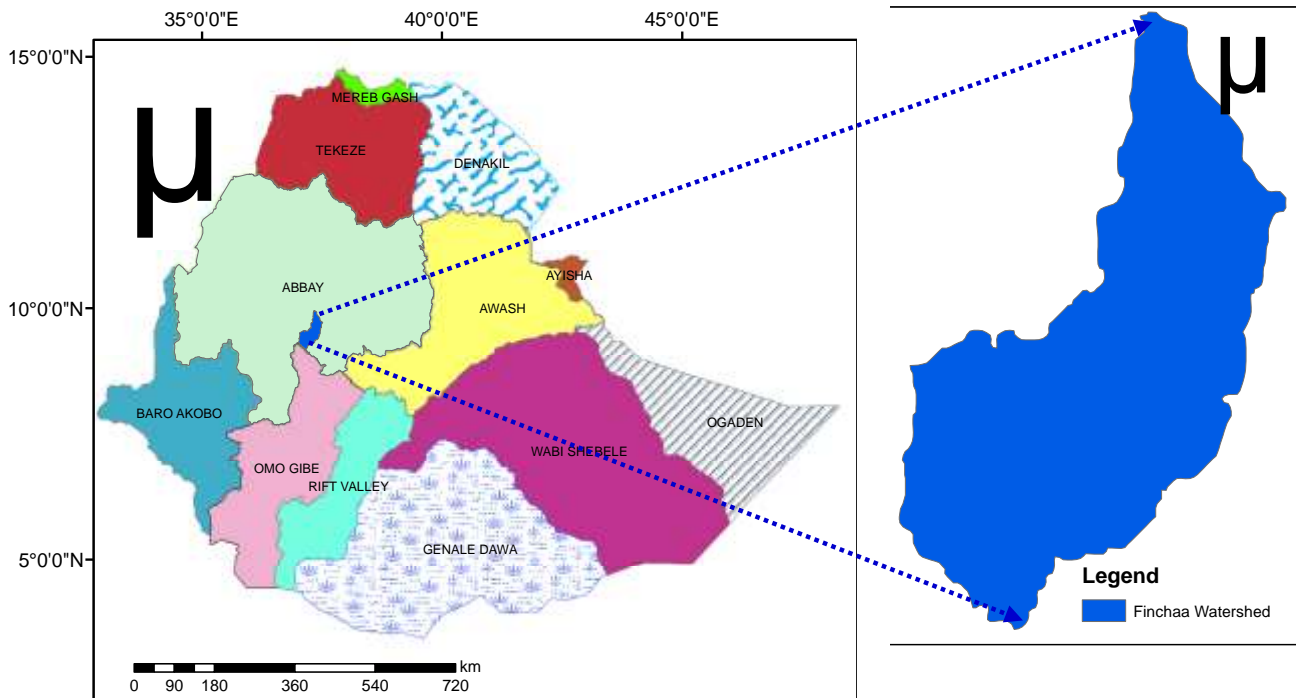 35°0'0"E
40°0'0"E
45°0'0"E
15°0'0"N
10°0'0"N
5°0'0"N
µ
µ
MEREB GASH
TEKEZE
DENAKIL
AYISHA
ABBAY
AWASH
BARO AKOBO
OGADEN
WABI SHEBELE
OMO GIBE
RIFT VALLEY
GENALE DAWA
km
0 90 180 360 540 720
Legend
Finchaa Watershed